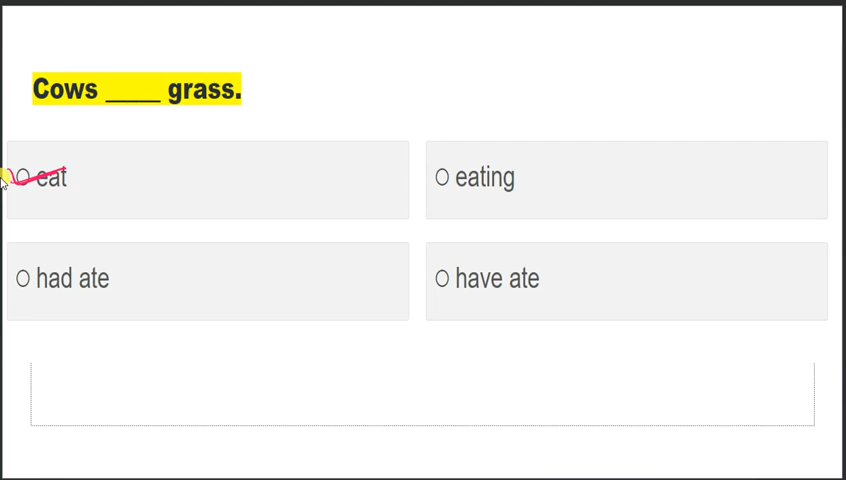 Cows ____ grass.
eat
eating
had ate
have ate